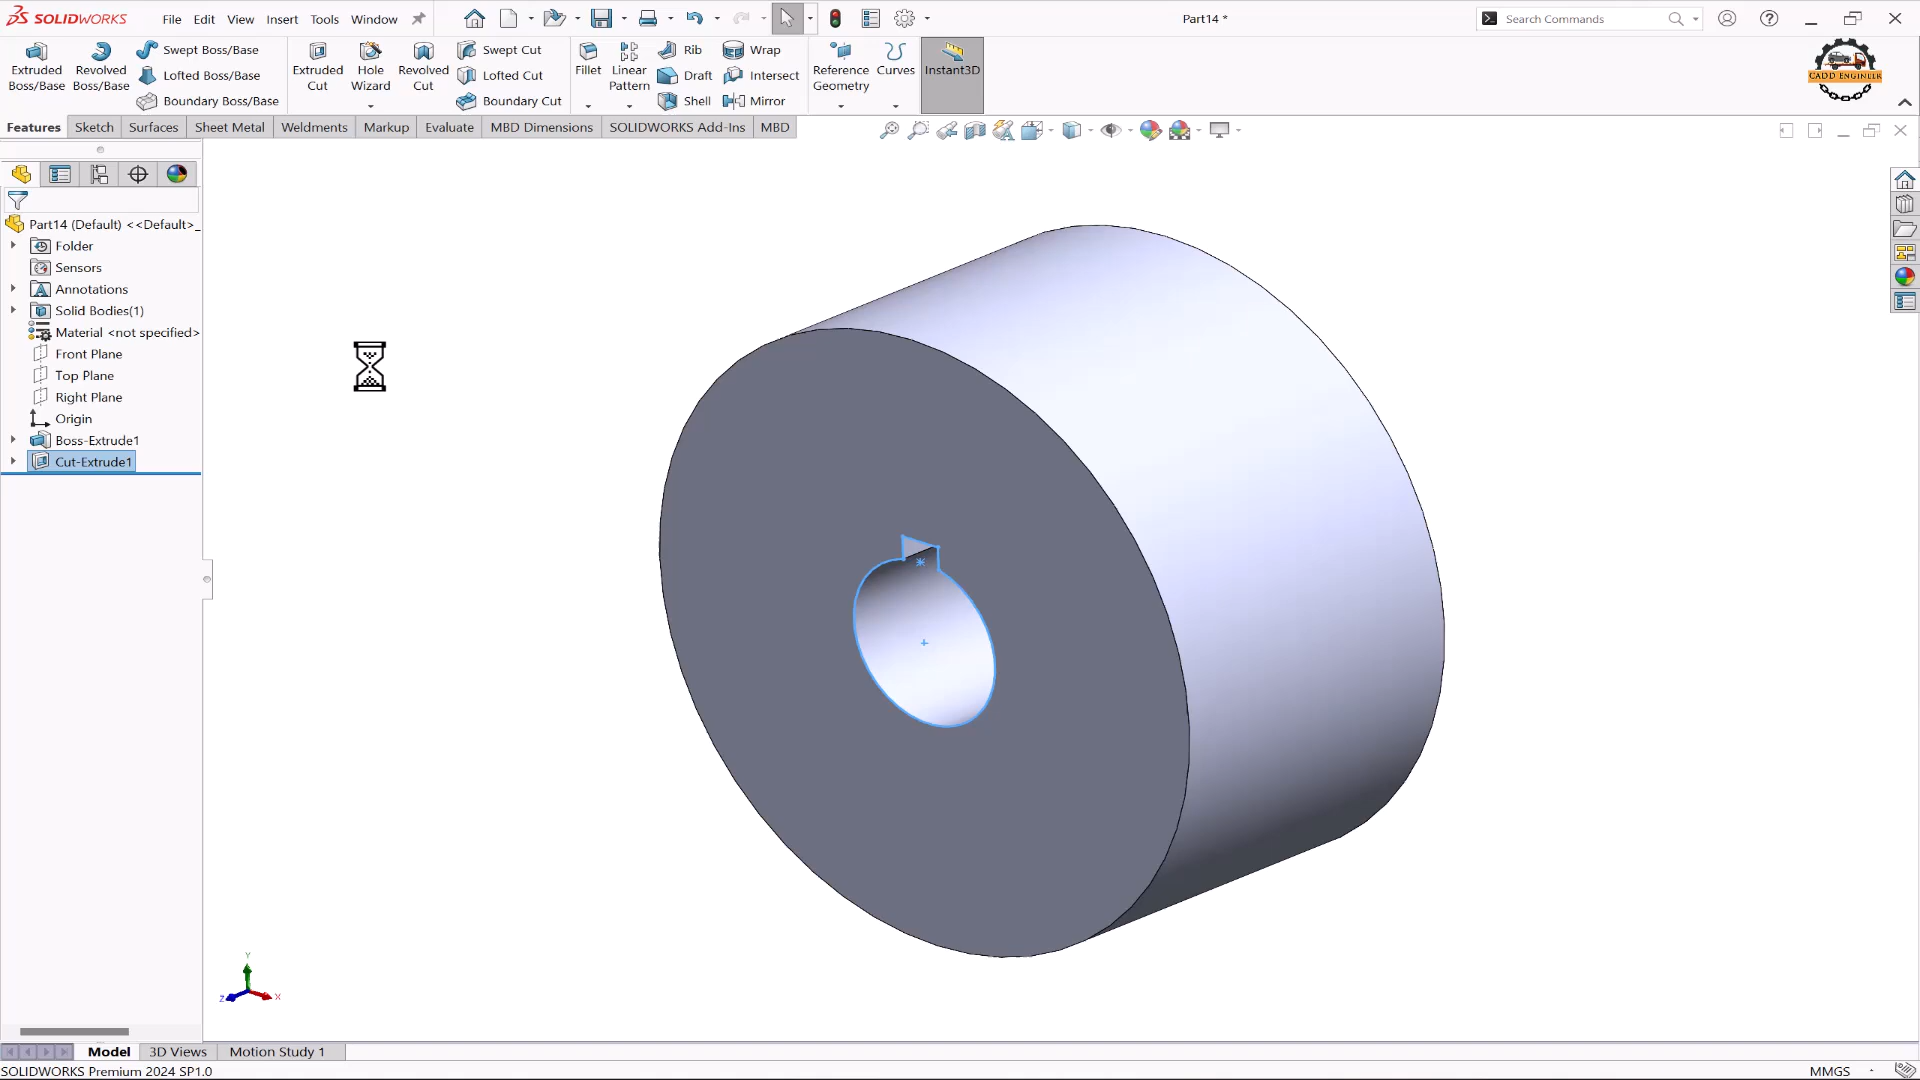 SOLIDWORKS File Edit View Insert Tools Window Part14 * Search Commands
Extruded Boss/Base
Revolved Boss/Base
Swept Boss/Base
Lofted Boss/Base
Boundary Boss/Base
Extruded Cut
Hole Wizard
Revolved Cut
Swept Cut
Lofted Cut
Boundary Cut
Fillet
Linear Pattern
Rib
Draft
Shell
Wrap
Intersect
Mirror
Reference Geometry
Curves
Instant3D
CADD ENGINEER
Features Sketch Surfaces Sheet Metal Weldments Markup Evaluate MBD Dimensions SOLIDWORKS Add-Ins MBD
Part14 (Default) <<Default>_
Folder
Sensors
Annotations
Solid Bodies(1)
Material <not specified>
Front Plane
Top Plane
Right Plane
Origin
Boss-Extrude1
Cut-Extrude1
Y
Z X
Model 3D Views Motion Study 1
SOLIDWORKS Premium 2024 SP1.0 MMGS